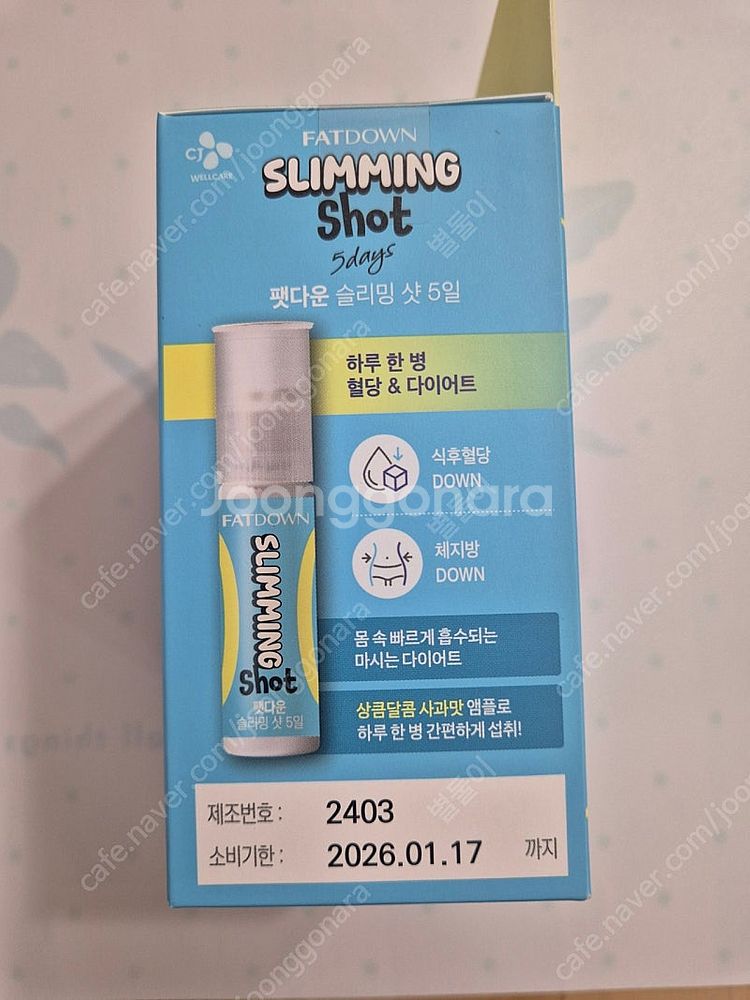 CJ
WELLCARE
FATDOWN
SLIMMING
Shot
5days
팻다운 슬리밍 샷 5일
하루 한 병
혈당 & 다이어트
식후혈당
DOWN
체지방
DOWN
FATDOWN
SLIMMING
Shot
팻다운
슬리밍 샷 5일
몸 속 빠르게 흡수되는
마시는 다이어트
상큼달콤 사과맛 앰플로
하루 한 병 간편하게 섭취!
제조번호 : 2403
소비기한 : 2026.01.17 까지
Joonggonara
cafe.naver.com/joonggonara
별돌이